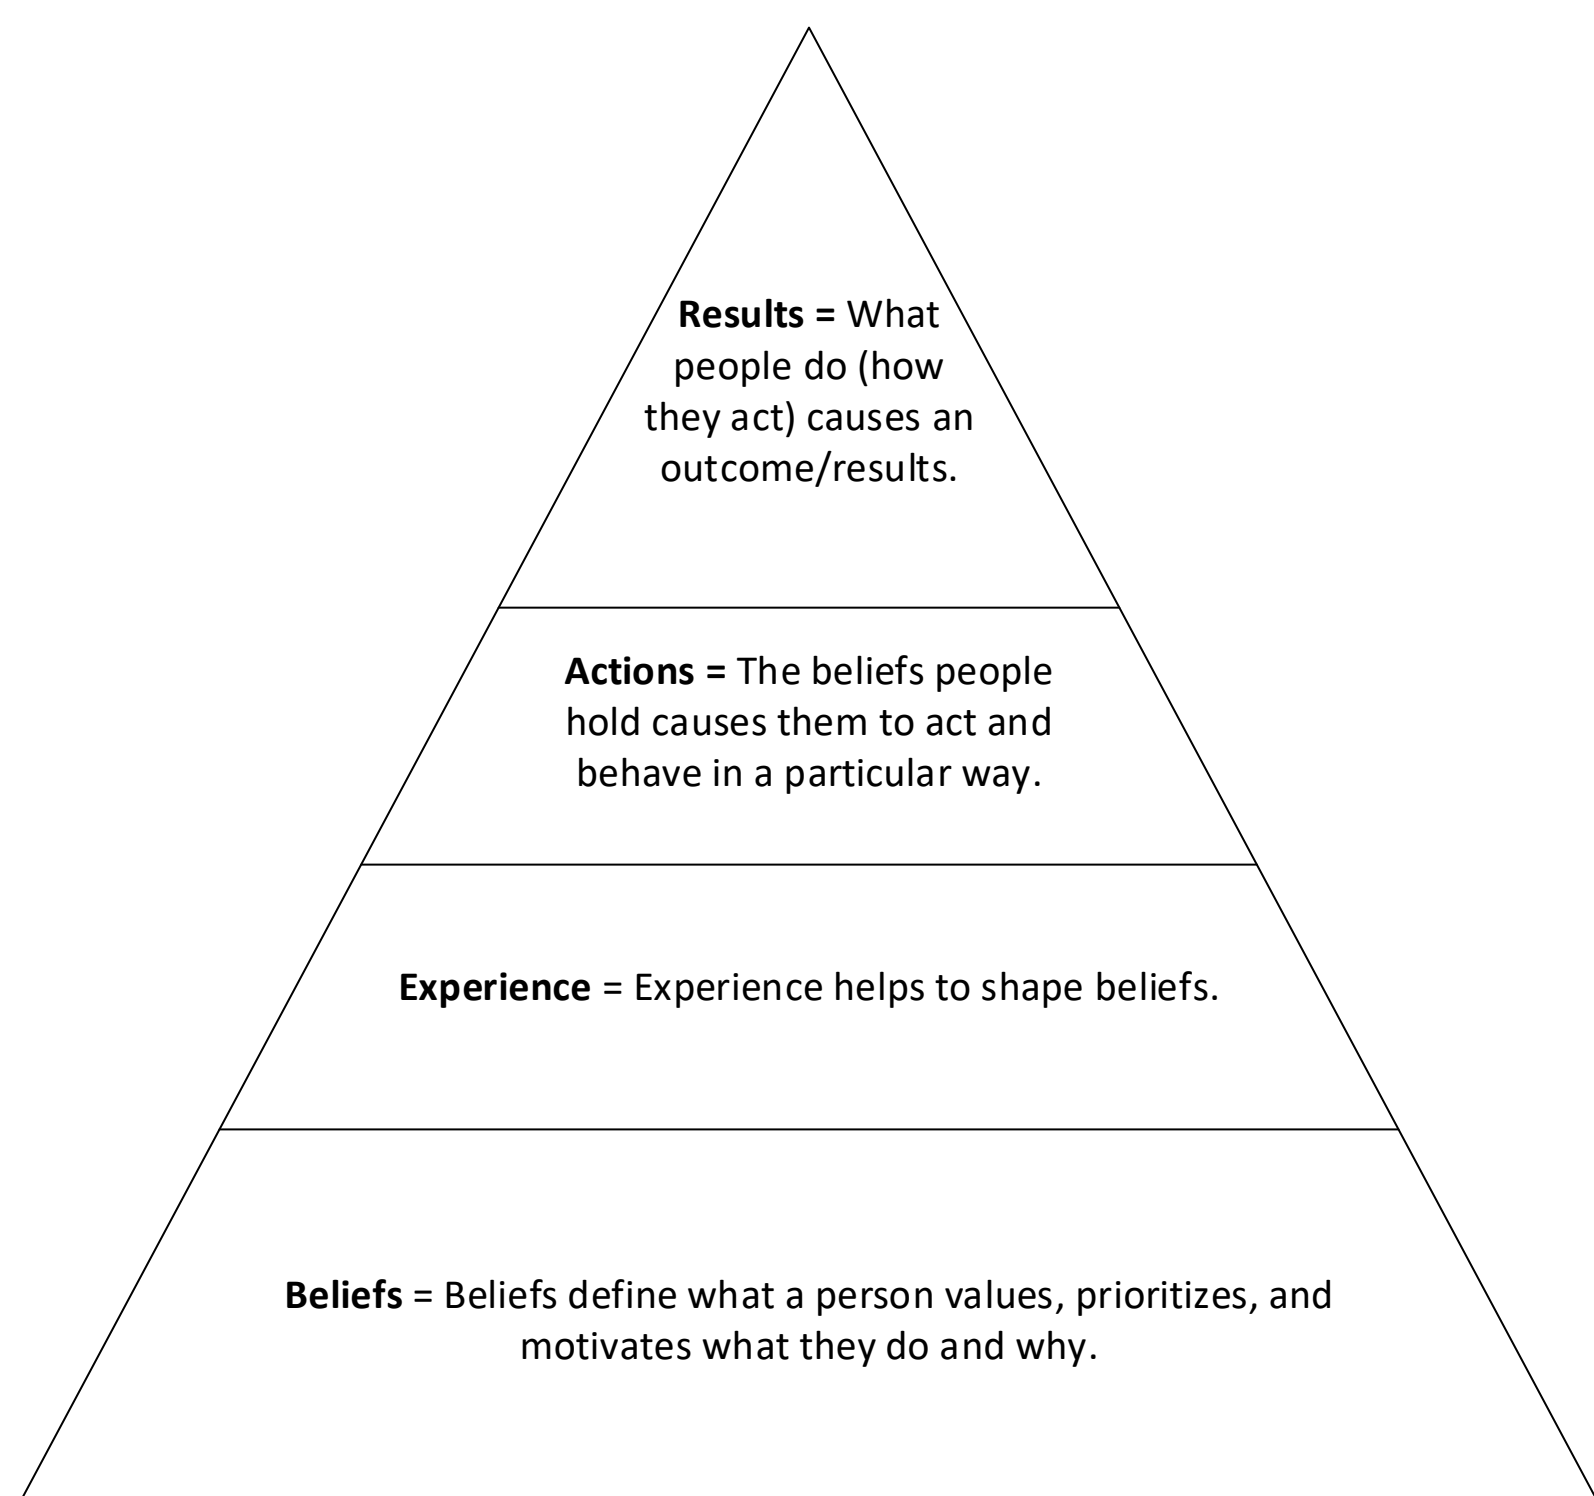 Results = What
people do (how
they act) causes an
outcome/results.
Actions = The beliefs people
hold causes them to act and
behave in a particular way.
Experience = Experience helps to shape beliefs.
Beliefs = Beliefs define what a person values, prioritizes, and
motivates what they do and why.